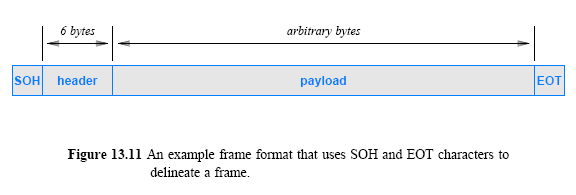 6 bytes arbitrary bytes
SOH header payload EOT
Figure 13.11 An example frame format that uses SOH and EOT characters to
delineate a frame.